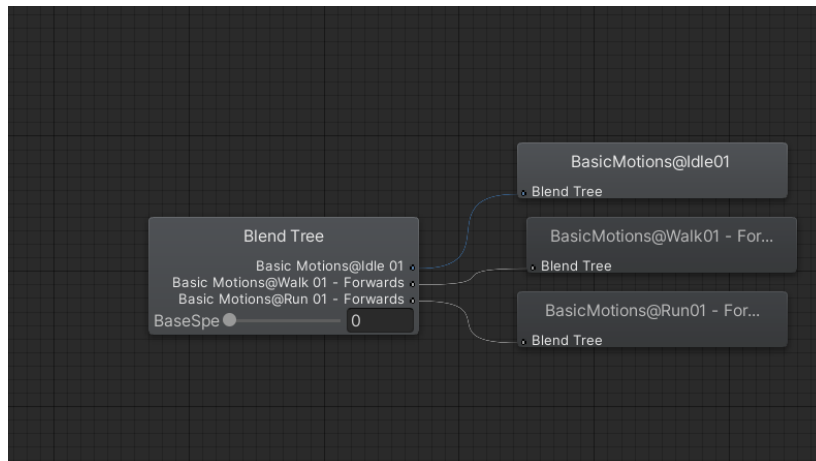 BasicMotions@Idle01
Blend Tree
Blend Tree
Basic Motions@Idle 01
Basic Motions@Walk 01 - Forwards
Basic Motions@Run 01 - Forwards
BaseSpe
0
BasicMotions@Walk01 - For...
Blend Tree
BasicMotions@Run01 - For...
Blend Tree